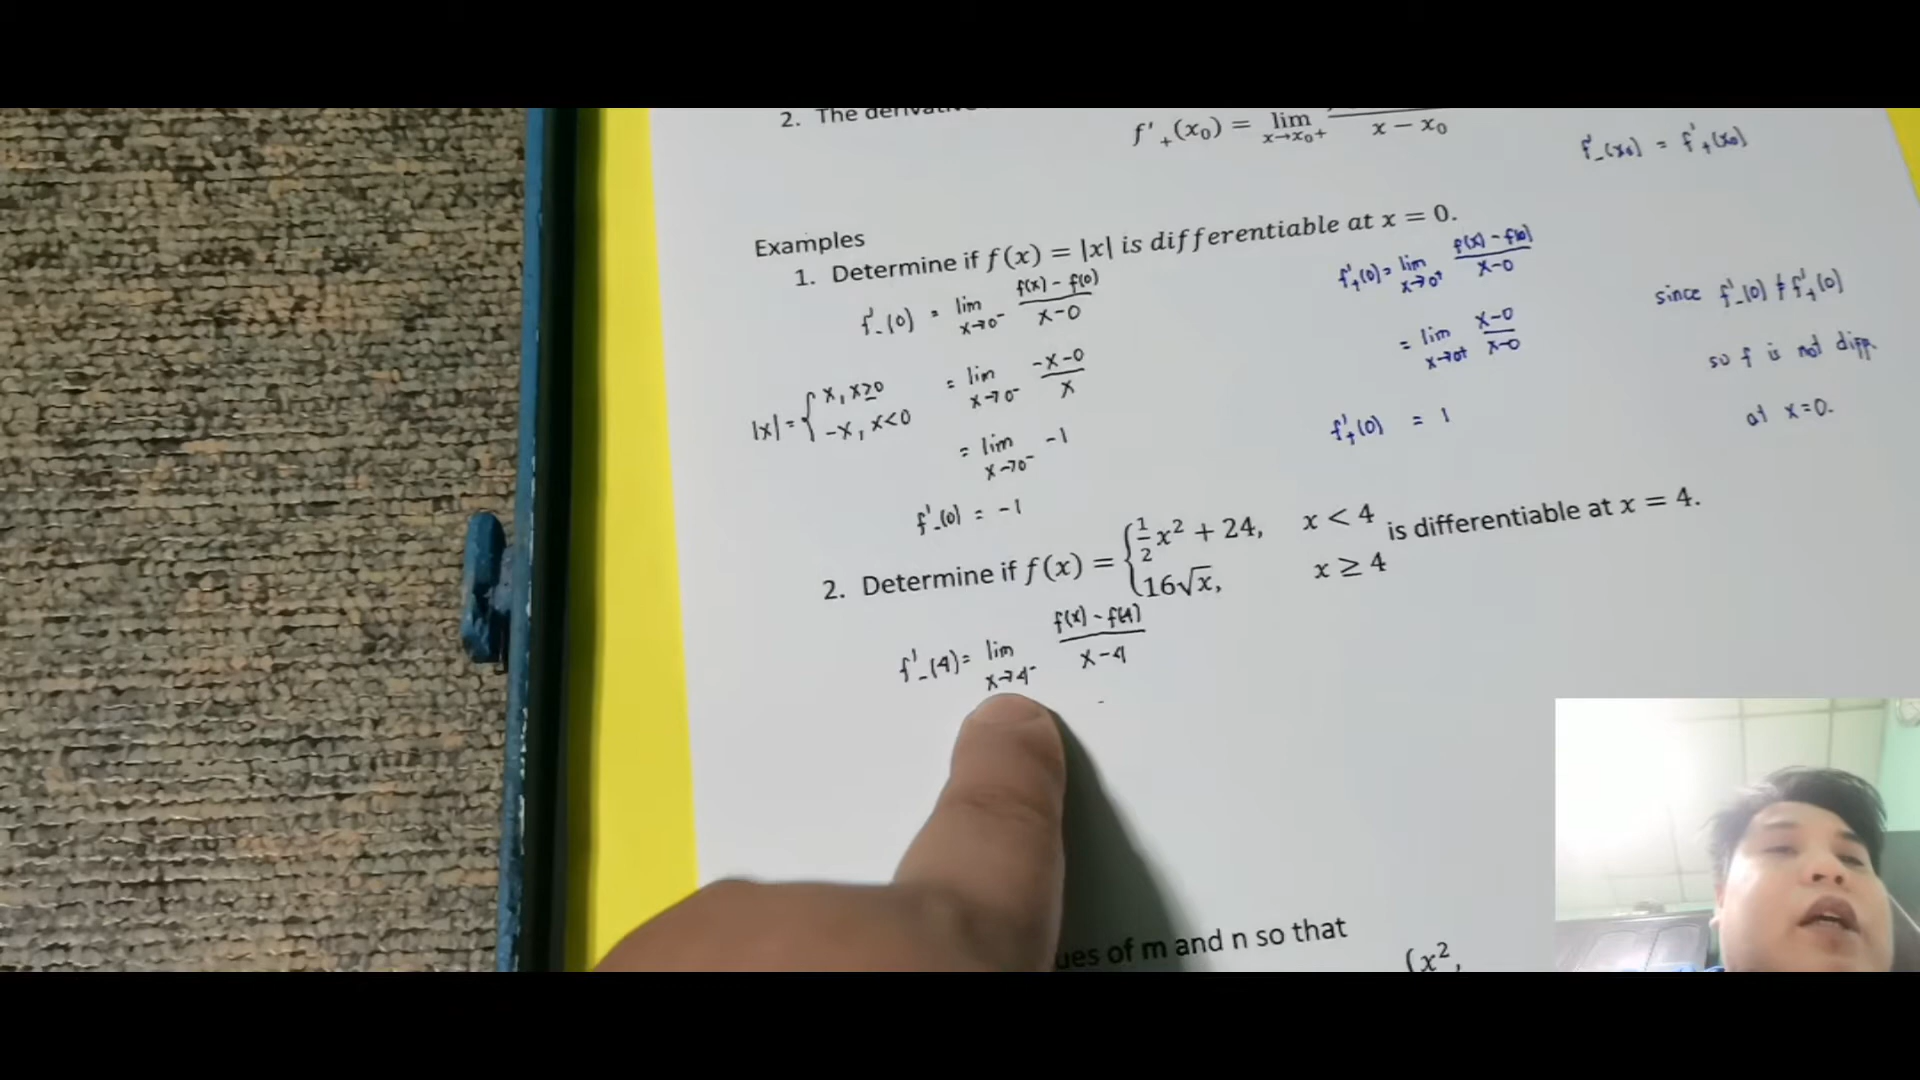 2. The derivative
f'₊(x₀) = lim x→x₀+ ─── x − x₀
f'₋(x₀) = f'₊(x₀)
Examples
1. Determine if f(x) = |x| is differentiable at x = 0.
f'₋(0) = lim x→0⁻ (f(x) - f(0))/(x-0)
|x| = { x, x≥0
-x, x<0
= lim x→0⁻ (-x-0)/x
= lim x→0⁻ -1
f'₋(0) = -1
f'₊(0) = lim x→0⁺ (f(x) - f(0))/(x-0)
= lim x→0⁺ (x-0)/(x-0)
f'₊(0) = 1
since f'₋(0) ≠ f'₊(0)
so f is not diff.
at x=0.
2. Determine if f(x) = { ½x² + 24, x < 4
16√x, x ≥ 4
is differentiable at x = 4.
f'₋(4) = lim x→4⁻ (f(x) - f(4))/(x-4)
of m and n so that
{x²,